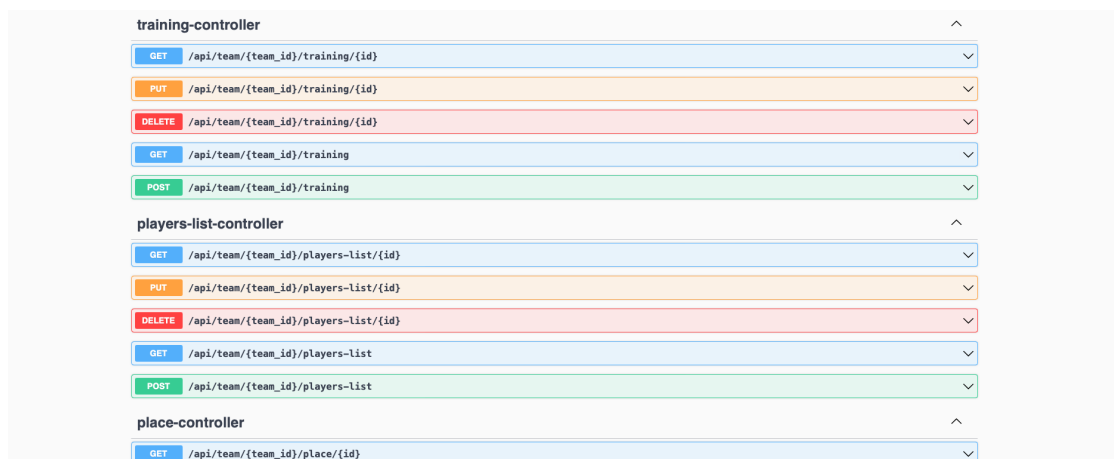 training-controller
GET /api/team/{team_id}/training/{id}
PUT /api/team/{team_id}/training/{id}
DELETE /api/team/{team_id}/training/{id}
GET /api/team/{team_id}/training
POST /api/team/{team_id}/training
players-list-controller
GET /api/team/{team_id}/players-list/{id}
PUT /api/team/{team_id}/players-list/{id}
DELETE /api/team/{team_id}/players-list/{id}
GET /api/team/{team_id}/players-list
POST /api/team/{team_id}/players-list
place-controller
GET /api/team/{team_id}/place/{id}